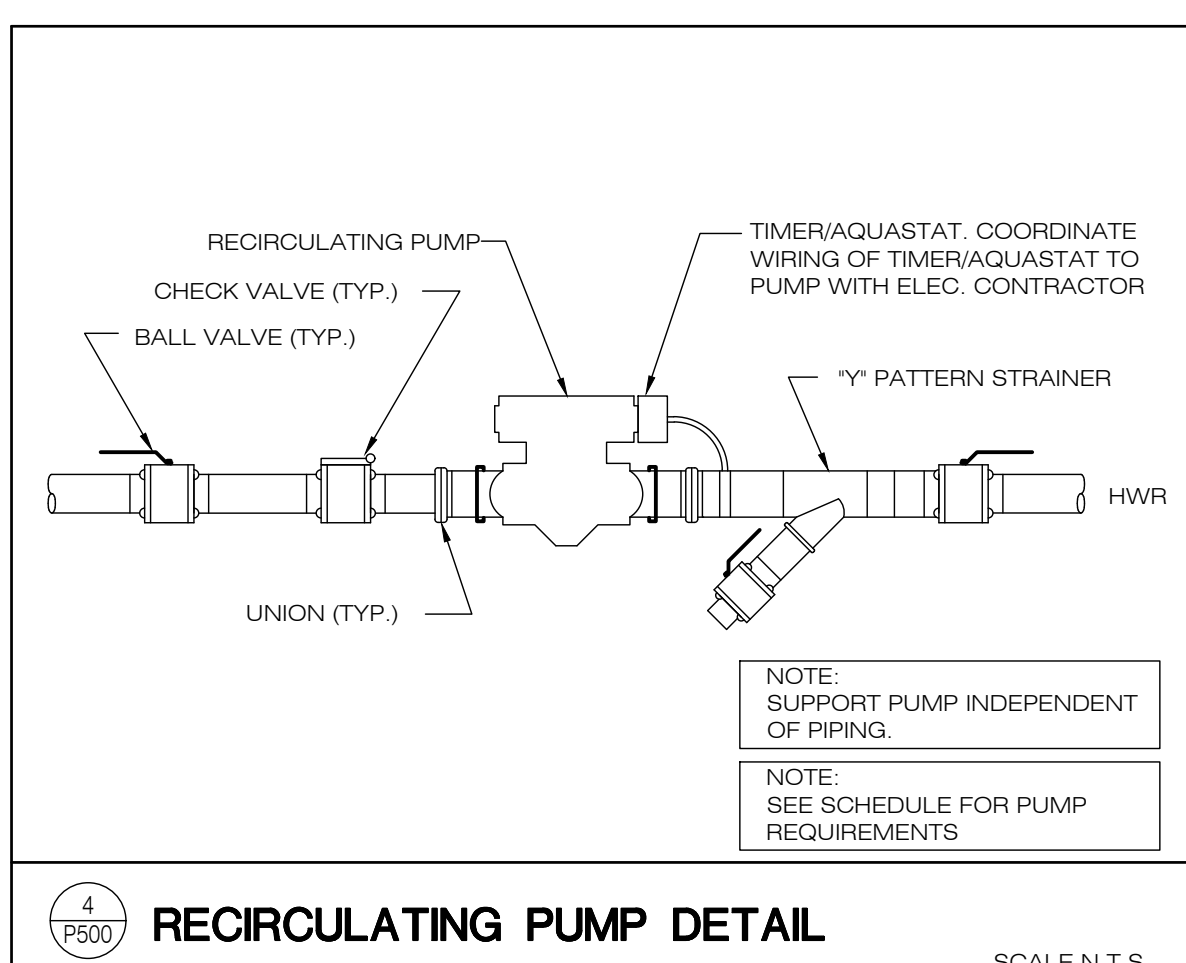 RECIRCULATING PUMP
CHECK VALVE (TYP.)
BALL VALVE (TYP.)
TIMER/AQUASTAT. COORDINATE
WIRING OF TIMER/AQUASTAT TO
PUMP WITH ELEC. CONTRACTOR
"Y" PATTERN STRAINER
HWR
UNION (TYP.)
NOTE:
SUPPORT PUMP INDEPENDENT
OF PIPING.
NOTE:
SEE SCHEDULE FOR PUMP
REQUIREMENTS
4
P500
RECIRCULATING PUMP DETAIL
SCALE N.T.S.